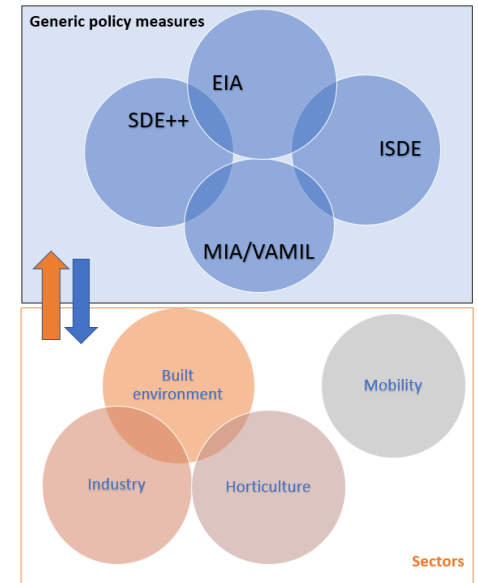 Generic policy measures
EIA
SDE++
ISDE
MIA/VAMIL
Built
environment
Mobility
Industry
Horticulture
Sectors